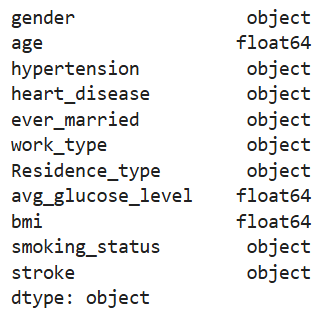 gender object
age float64
hypertension object
heart_disease object
ever_married object
work_type object
Residence_type object
avg_glucose_level float64
bmi float64
smoking_status object
stroke object
dtype: object